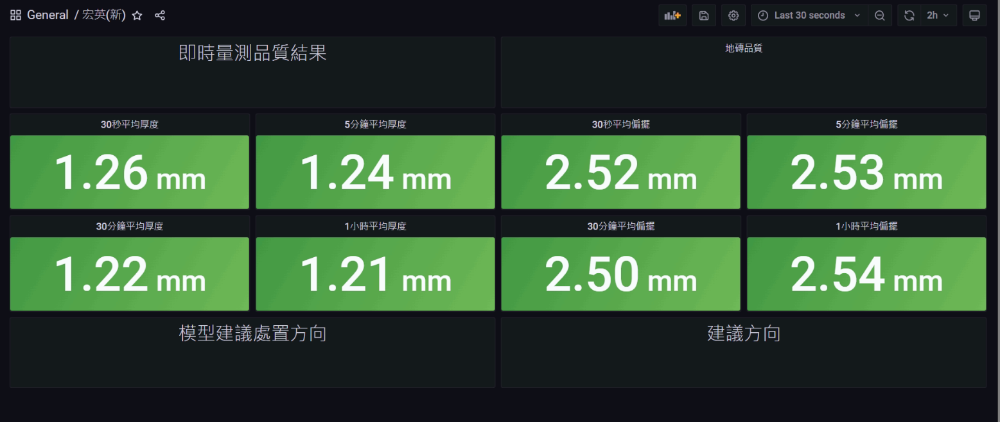 General / 宏英(新)
Last 30 seconds
2h
即時量測品質結果
地磚品質
30秒平均厚度
5分鐘平均厚度
30秒平均偏擺
5分鐘平均偏擺
1.26 mm
1.24 mm
2.52 mm
2.53 mm
30分鐘平均厚度
1小時平均厚度
30分鐘平均偏擺
1小時平均偏擺
1.22 mm
1.21 mm
2.50 mm
2.54 mm
模型建議處置方向
建議方向